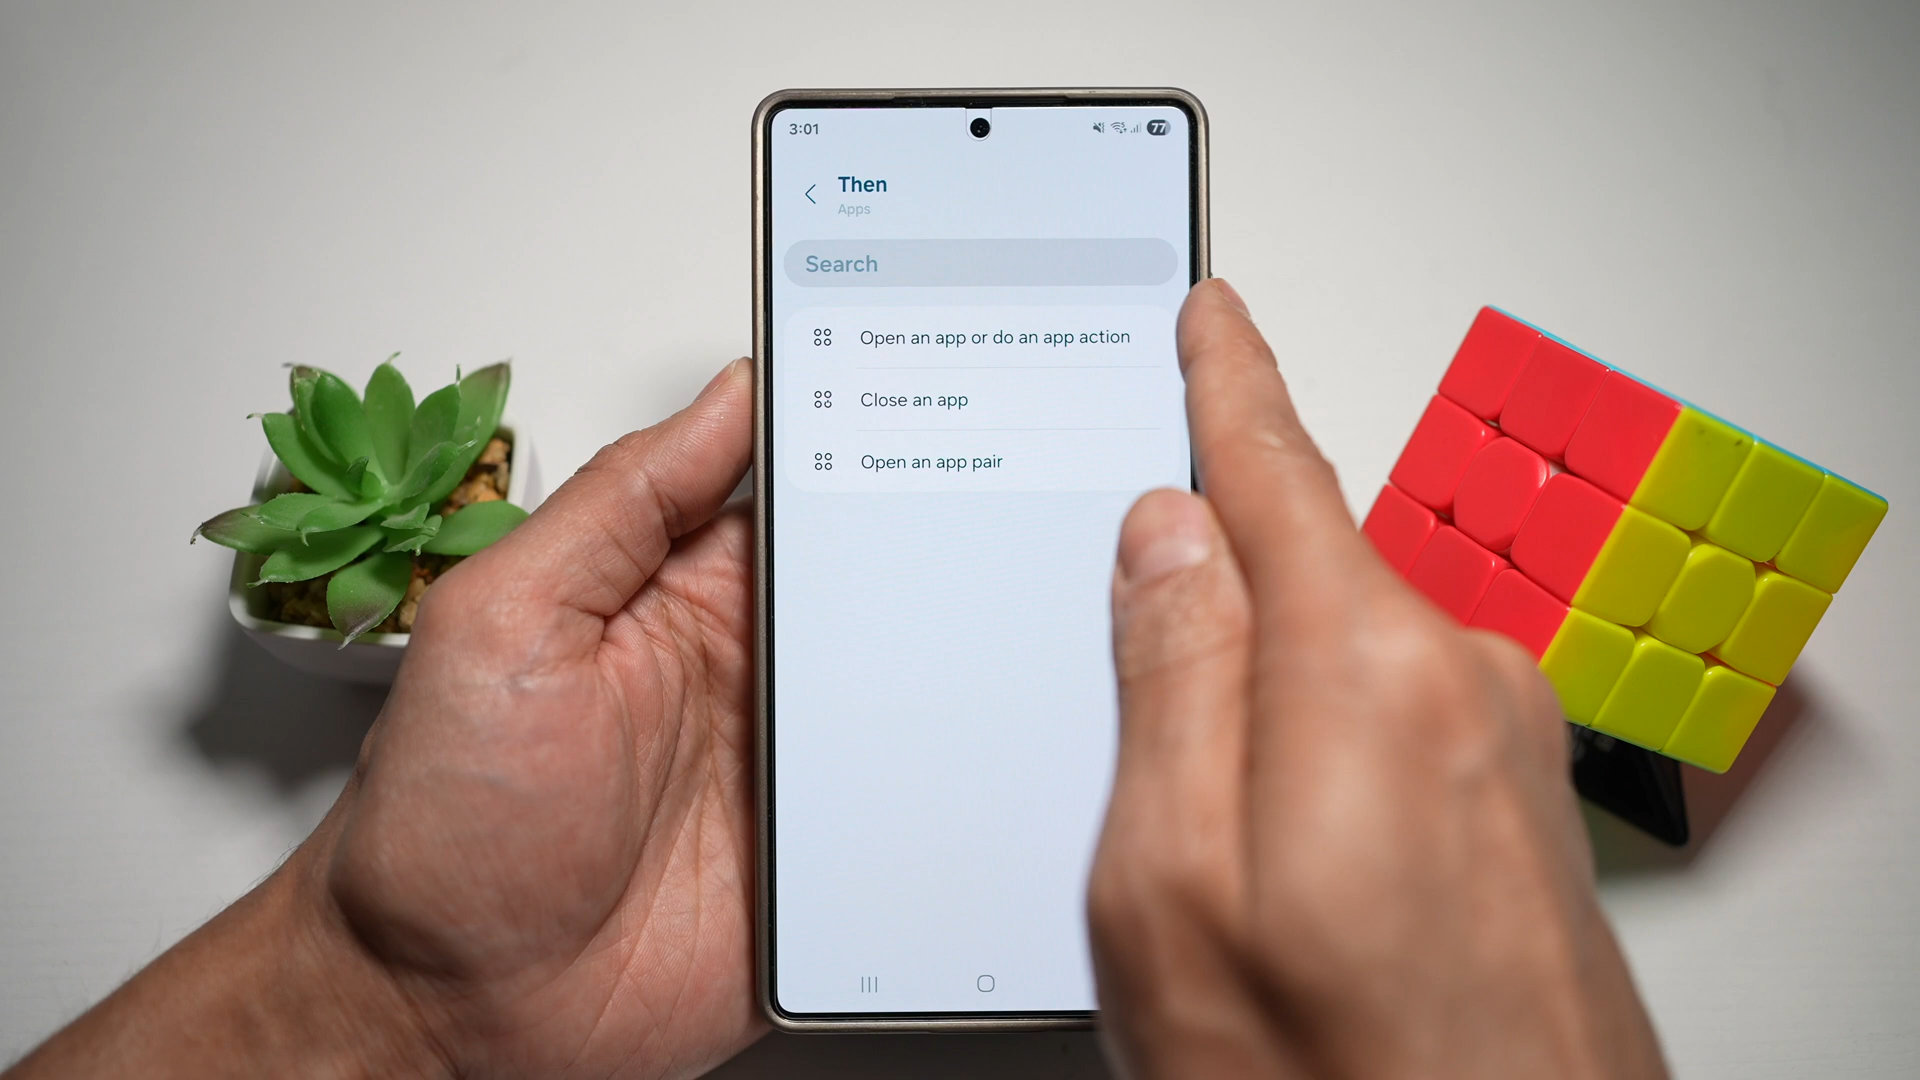 3:01
77
Then
Apps
Search
Open an app or do an app action
Close an app
Open an app pair